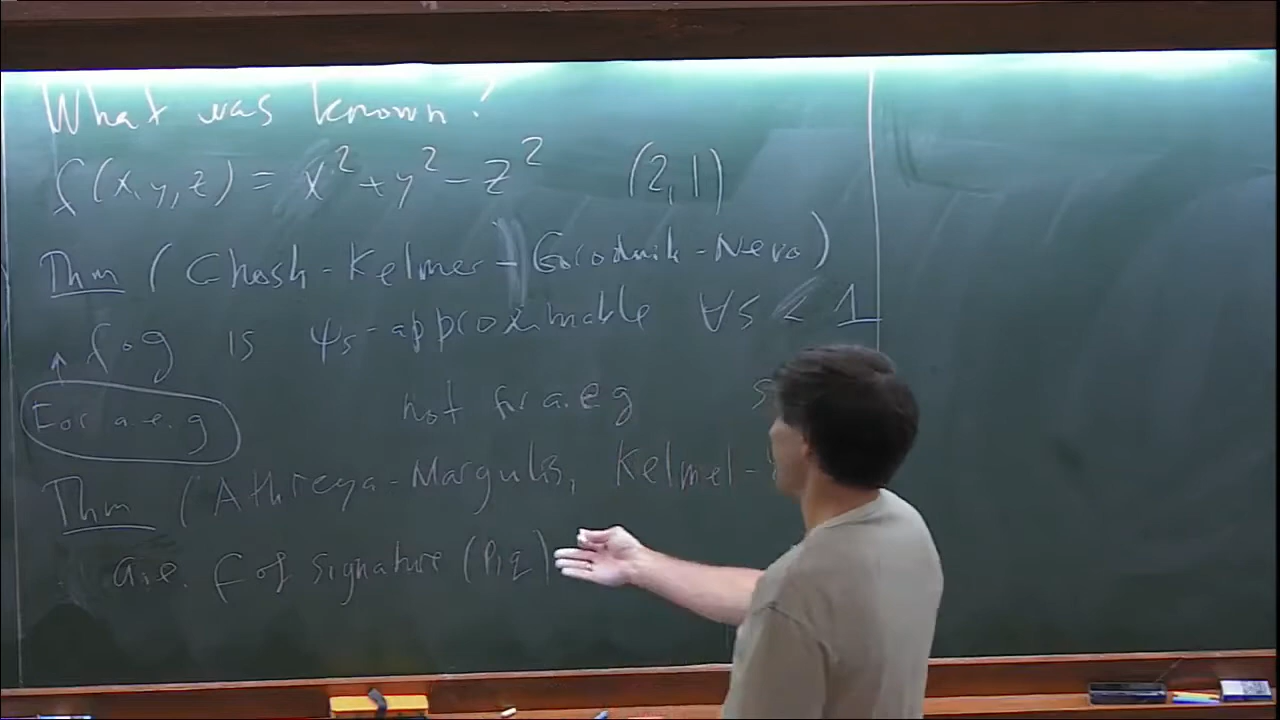 What was known?
f(x,y,z) = x² + y² - z² (2,1)
Thm (Ghosh-Kelmer-Gorodnik-Nevo)
f∘g is ψs-approximable ∀s < 1
For a.e. g
not for a.e g s
Thm (Athreya-Margulis, Kelmel-
a.e. f of signature (p,q)